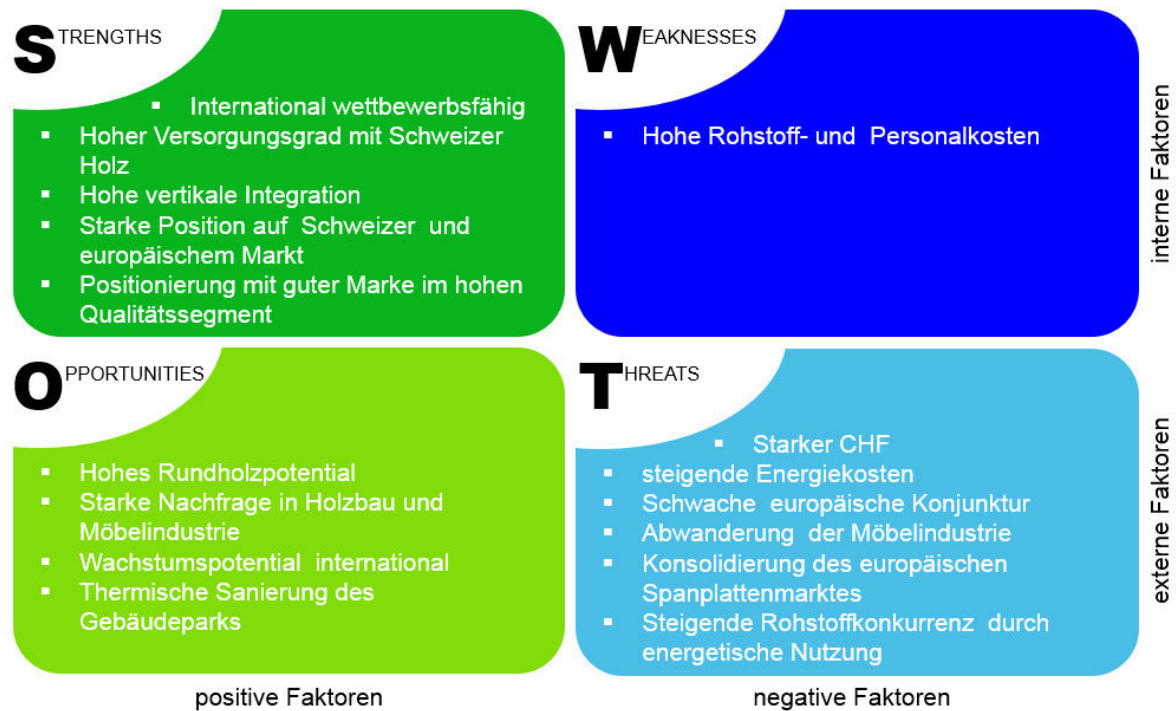 STRENGTHS
▪ International wettbewerbsfähig
▪ Hoher Versorgungsgrad mit Schweizer
Holz
▪ Hohe vertikale Integration
▪ Starke Position auf Schweizer und
europäischem Markt
▪ Positionierung mit guter Marke im hohen
Qualitätssegment
WEAKNESSES
▪ Hohe Rohstoff- und Personalkosten
interne Faktoren
OPPORTUNITIES
▪ Hohes Rundholzpotential
▪ Starke Nachfrage in Holzbau und
Möbelindustrie
▪ Wachstumspotential international
▪ Thermische Sanierung des
Gebäudeparks
THREATS
▪ Starker CHF
▪ steigende Energiekosten
▪ Schwache europäische Konjunktur
▪ Abwanderung der Möbelindustrie
▪ Konsolidierung des europäischen
Spanplattenmarktes
▪ Steigende Rohstoffkonkurrenz durch
energetische Nutzung
externe Faktoren
positive Faktoren
negative Faktoren